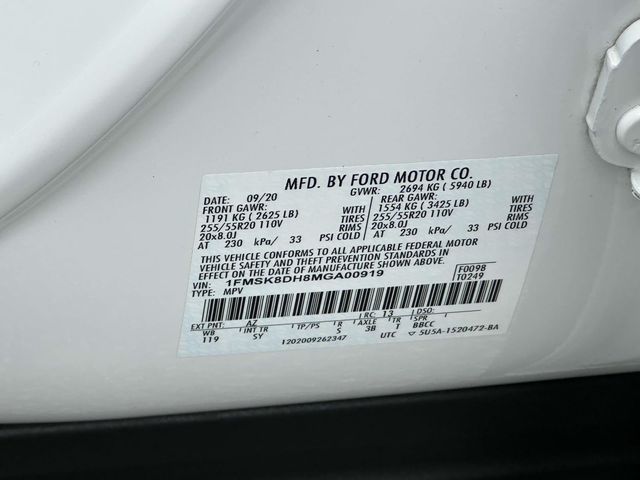 MFD. BY FORD MOTOR CO.
DATE: 09/20 GVWR: 2694 KG ( 5940 LB)
FRONT GAWR: REAR GAWR:
1191 KG ( 2625 LB) WITH 1554 KG ( 3425 LB) WITH
255/55R20 110V TIRES 255/55R20 110V TIRES
20x8.0J RIMS 20x8.0J RIMS
AT 230 kPa/ 33 PSI COLD AT 230 kPa/ 33 PSI COLD
THIS VEHICLE CONFORMS TO ALL APPLICABLE FEDERAL MOTOR
VEHICLE SAFETY AND THEFT PREVENTION STANDARDS IN
EFFECT ON THE DATE OF MANUFACTURE SHOWN ABOVE.
VIN: 1FMSK8DH8MGA00919 F0098
TYPE: MPV T0249
EXT PNT: AZ RC: 13 DSO:
WB INT TR TP/PS R AXLE T SPR
119 SY S 3B BBCC
1202009262347 UTC 5U5A-1520472-BA